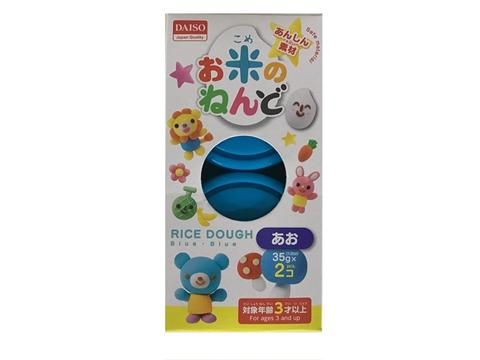 DAISO
Japan Quality
あんしん
素材
Safe material
こめ
お米の
ねんど
RICE DOUGH
Blue・Blue
あお
35g×
2コ
対象年齢3才以上
For ages 3 and up